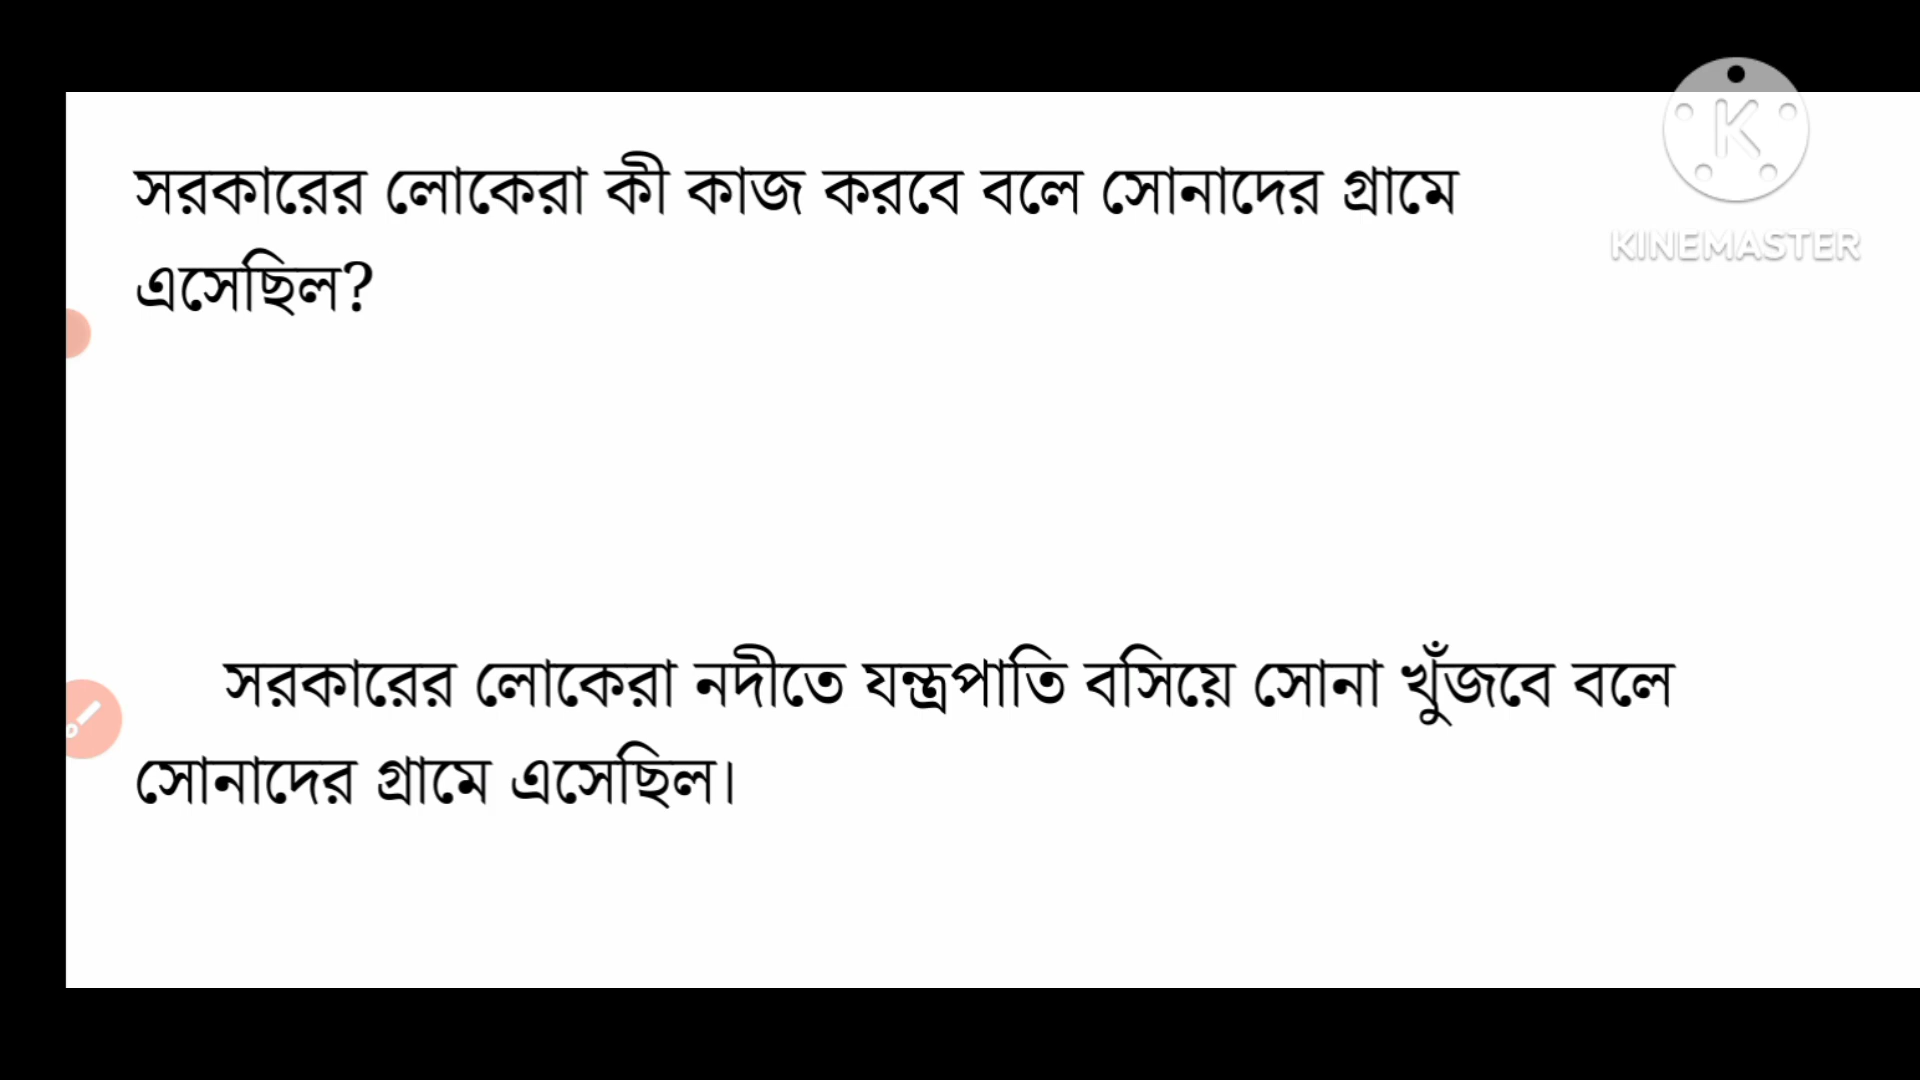 সরকারের লোকেরা কী কাজ করবে বলে সোনাদের গ্রামে
এসেছিল?
KINEMASTER
সরকারের লোকেরা নদীতে যন্ত্রপাতি বসিয়ে সোনা খুঁজবে বলে
সোনাদের গ্রামে এসেছিল।